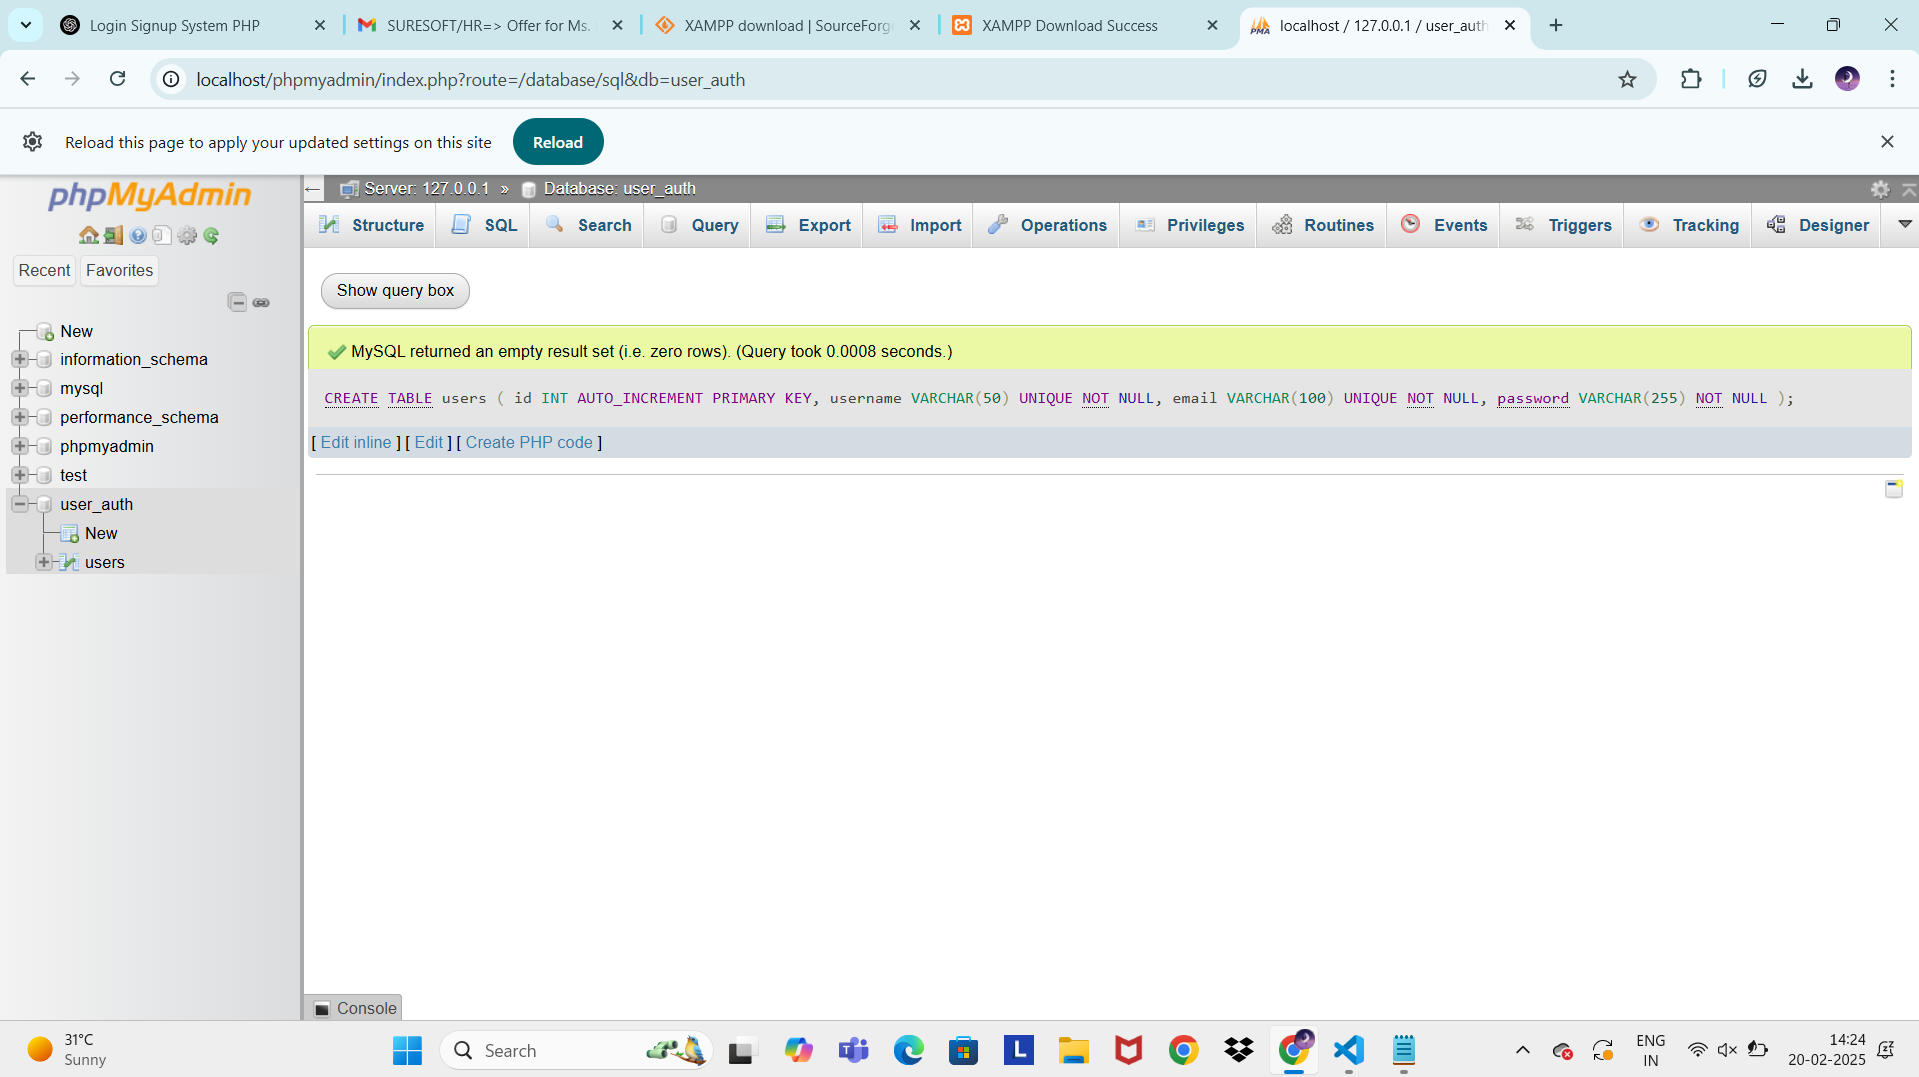 Login Signup System PHP
SURESOFT/HR=> Offer for Ms.
XAMPP download | SourceForg
XAMPP Download Success
localhost / 127.0.0.1 / user_auth
localhost/phpmyadmin/index.php?route=/database/sql&db=user_auth
Reload this page to apply your updated settings on this site
Reload
phpMyAdmin
Recent
Favorites
New
information_schema
mysql
performance_schema
phpmyadmin
test
user_auth
New
users
Server: 127.0.0.1 » Database: user_auth
Structure
SQL
Search
Query
Export
Import
Operations
Privileges
Routines
Events
Triggers
Tracking
Designer
Show query box
MySQL returned an empty result set (i.e. zero rows). (Query took 0.0008 seconds.)
CREATE TABLE users ( id INT AUTO_INCREMENT PRIMARY KEY, username VARCHAR(50) UNIQUE NOT NULL, email VARCHAR(100) UNIQUE NOT NULL, password VARCHAR(255) NOT NULL );
[ Edit inline ] [ Edit ] [ Create PHP code ]
Console
31°C
Sunny
Search
L
ENG
IN
14:24
20-02-2025